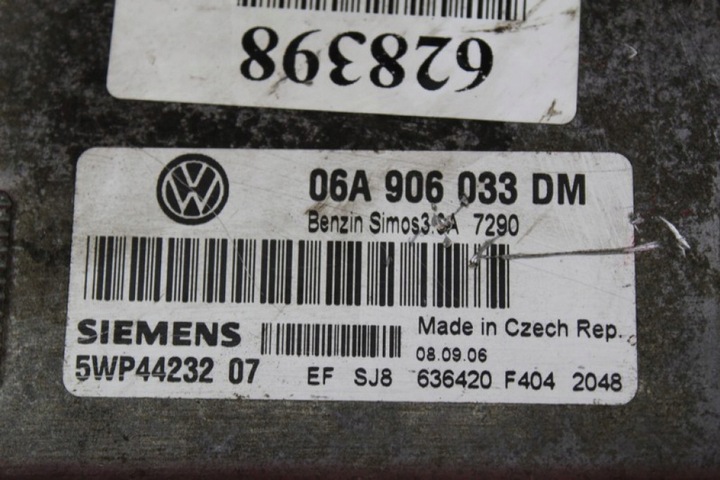 628398
06A 906 033 DM
Benzin Simos3.3A 7290
SIEMENS
Made in Czech Rep.
5WP44232 07
08.09.06
EF SJ8 636420 F404 2048